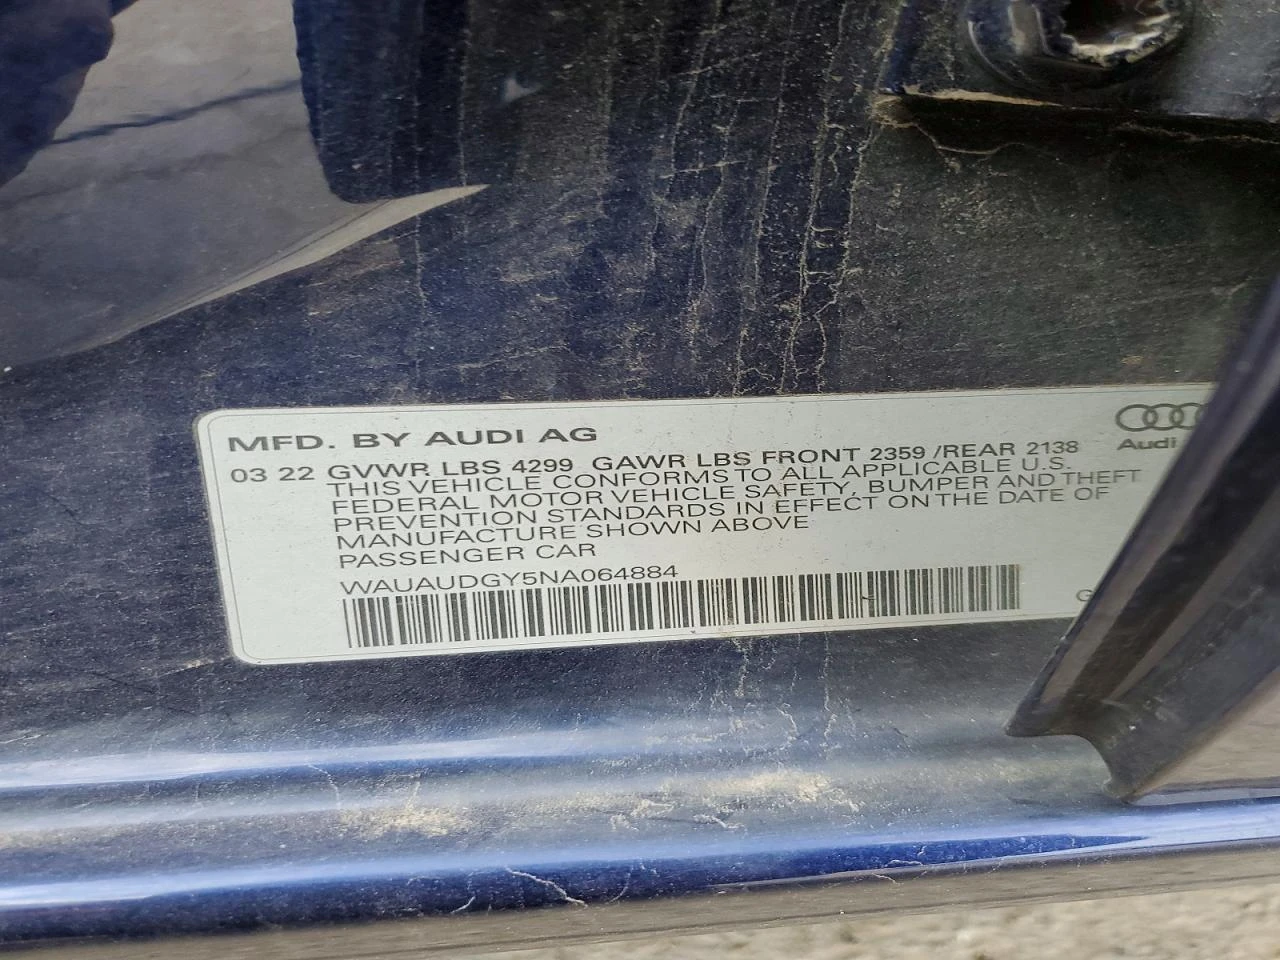 MFD. BY AUDI AG
Audi
03 22 GVWR LBS 4299 GAWR LBS FRONT 2359 /REAR 2138
THIS VEHICLE CONFORMS TO ALL APPLICABLE U.S.
FEDERAL MOTOR VEHICLE SAFETY, BUMPER AND THEFT
PREVENTION STANDARDS IN EFFECT ON THE DATE OF
MANUFACTURE SHOWN ABOVE
PASSENGER CAR
WAUAUDGY5NA064884